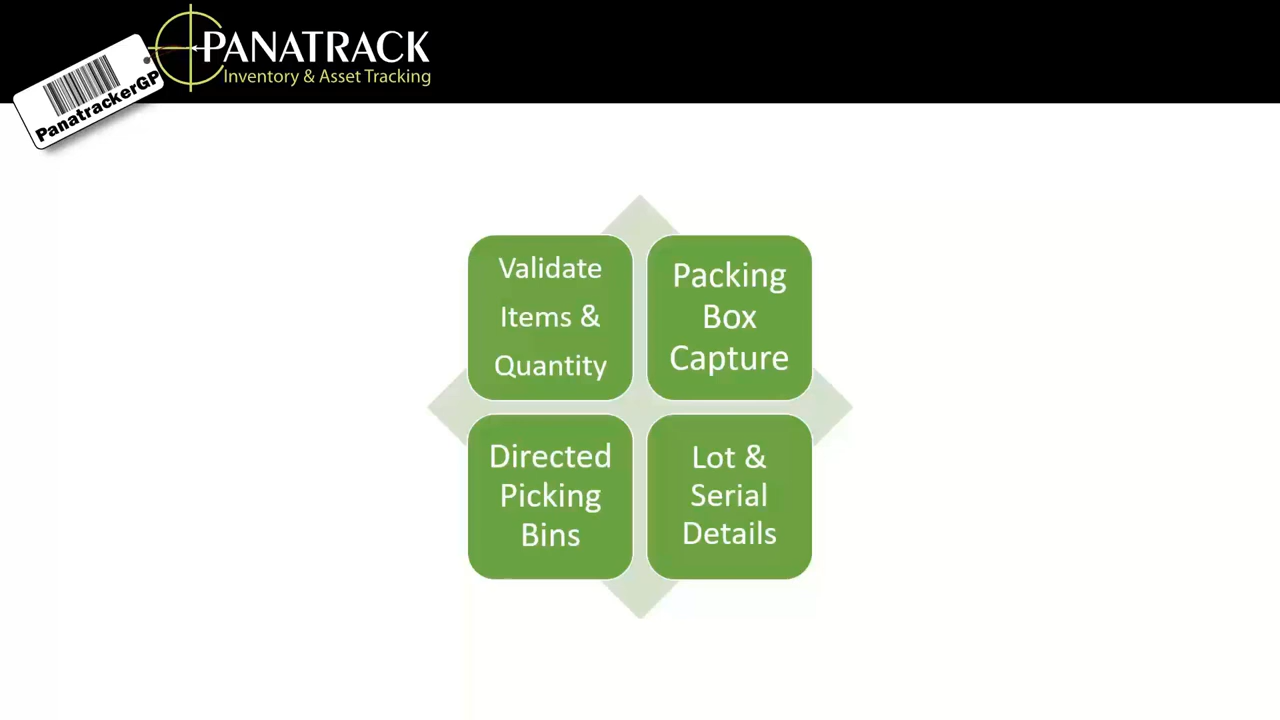 PANATRACK
Inventory & Asset Tracking
PanatrackerGP
Validate
Items &
Quantity
Packing
Box
Capture
Directed
Picking
Bins
Lot &
Serial
Details